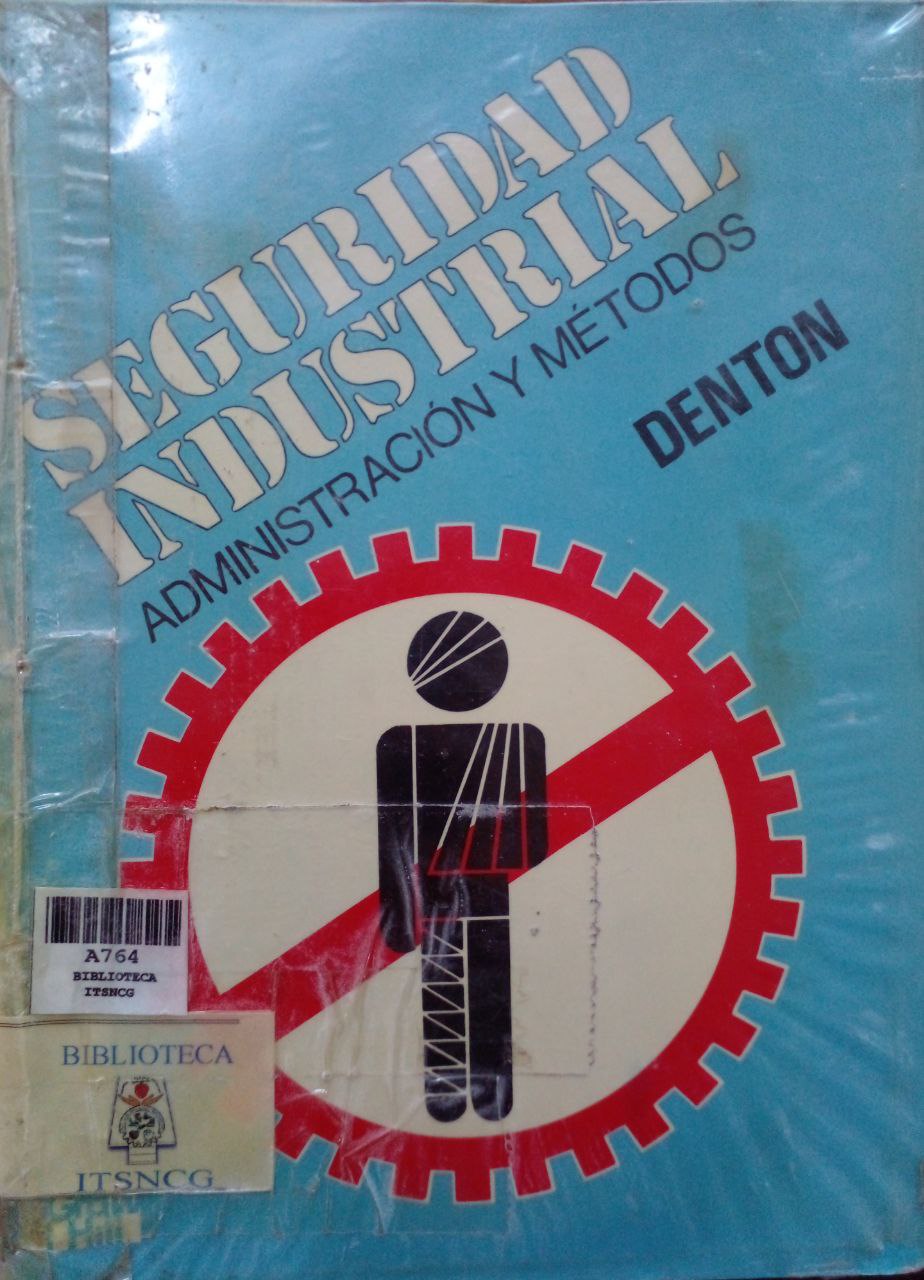 SEGURIDAD
INDUSTRIAL
ADMINISTRACIÓN Y MÉTODOS
DENTON
A764
BIBLIOTECA
ITSNCG
BIBLIOTECA
ITSNCG